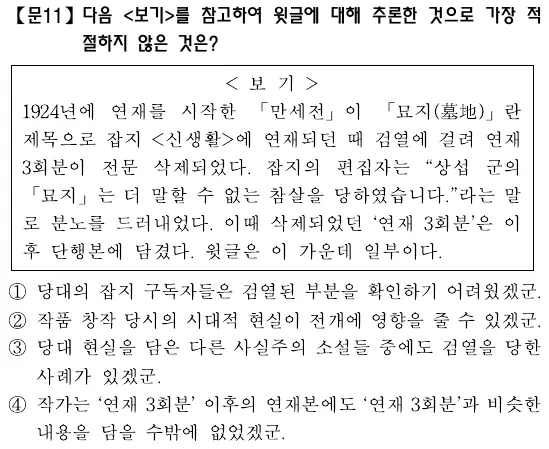 【문11】 다음 <보기>를 참고하여 윗글에 대해 추론한 것으로 가장 적
절하지 않은 것은?
< 보 기 >
1924년에 연재를 시작한 「만세전」이 「묘지(墓地)」란
제목으로 잡지 <신생활>에 연재되던 때 검열에 걸려 연재
3회분이 전문 삭제되었다. 잡지의 편집자는 “상섭 군의
「묘지」는 더 말할 수 없는 참살을 당하였습니다.”라는 말
로 분노를 드러내었다. 이때 삭제되었던 ‘연재 3회분’은 이
후 단행본에 담겼다. 윗글은 이 가운데 일부이다.
① 당대의 잡지 구독자들은 검열된 부분을 확인하기 어려웠겠군.
② 작품 창작 당시의 시대적 현실이 전개에 영향을 줄 수 있겠군.
③ 당대 현실을 담은 다른 사실주의 소설들 중에도 검열을 당한
사례가 있겠군.
④ 작가는 ‘연재 3회분’ 이후의 연재본에도 ‘연재 3회분’과 비슷한
내용을 담을 수밖에 없었겠군.